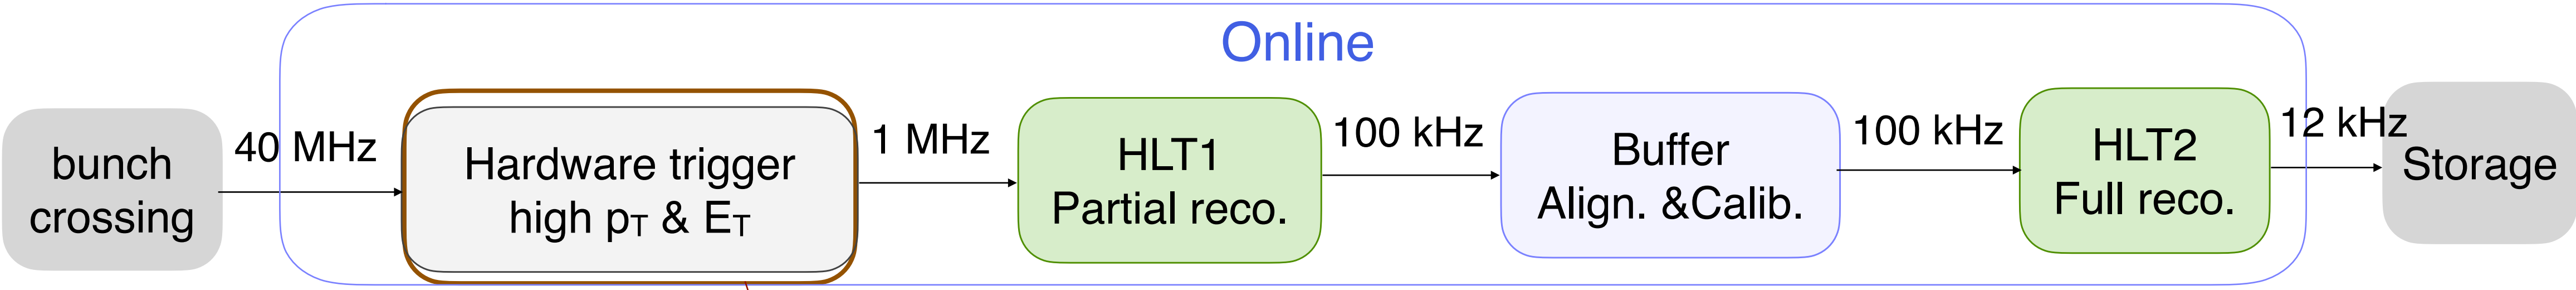 Online
bunch
crossing
40 MHz
Hardware trigger
high pT & ET
1 MHz
HLT1
Partial reco.
100 kHz
Buffer
Align. &Calib.
100 kHz
HLT2
Full reco.
12 kHz
Storage